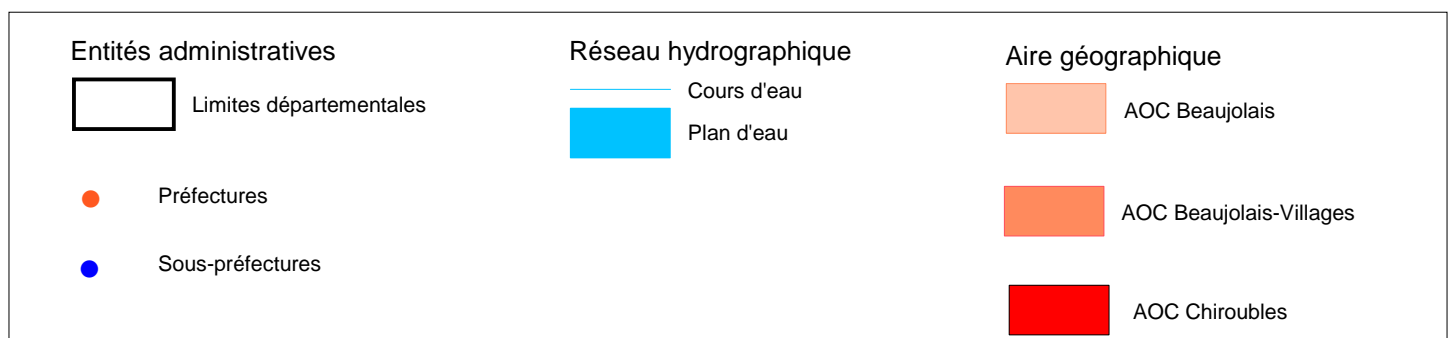 Entités administratives
Limites départementales
Préfectures
Sous-préfectures
Réseau hydrographique
Cours d'eau
Plan d'eau
Aire géographique
AOC Beaujolais
AOC Beaujolais-Villages
AOC Chiroubles